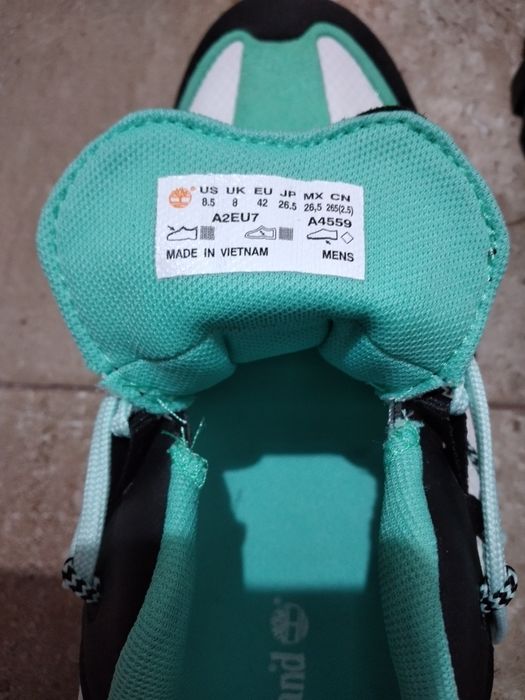 ® US UK EU JP MX CN
8.5 8 42 26.5 26,5 265(2.5)
A2EU7 A4559
MADE IN VIETNAM MENS
and ®